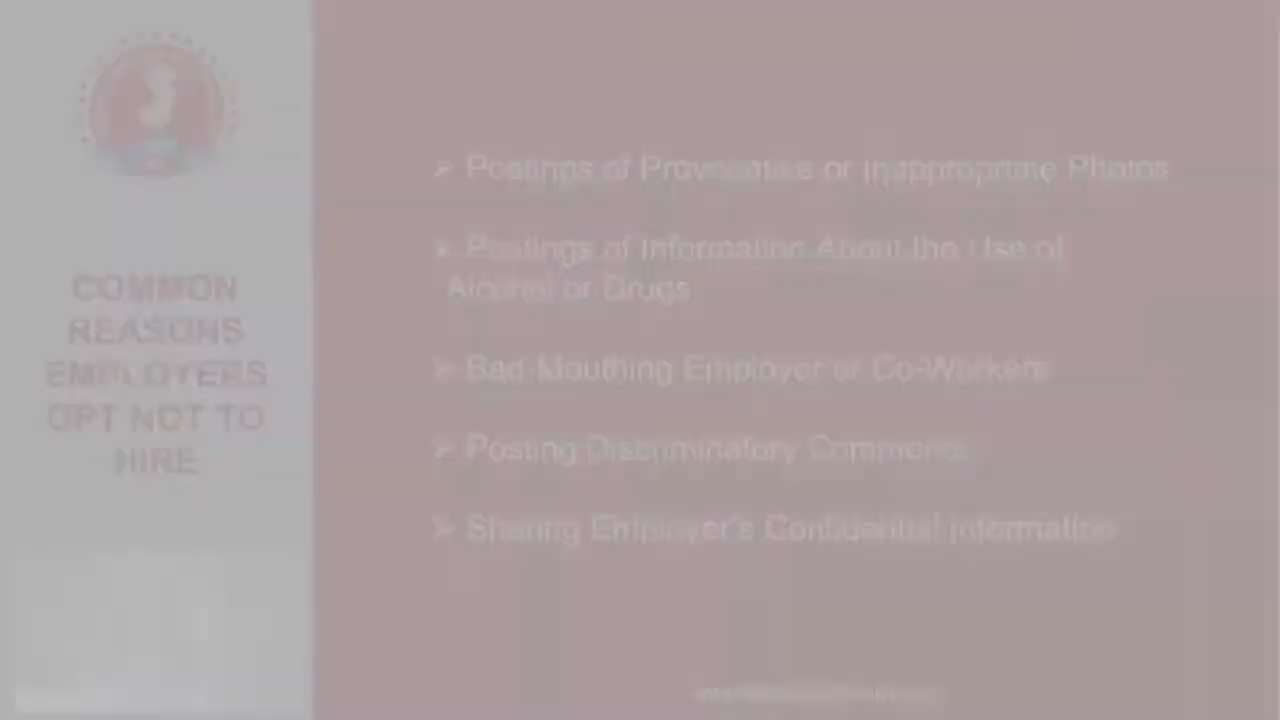 COMMON
REASONS
EMPLOYERS
OPT NOT TO
HIRE
➢ Postings of Provocative or Inappropriate Photos
➢ Postings of Information About the Use of
Alcohol or Drugs
➢ Bad-Mouthing Employer or Co-Workers
➢ Posting Discriminatory Comments
➢ Sharing Employer's Confidential Information